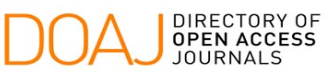 DOAJ
DIRECTORY OF
OPEN ACCESS
JOURNALS